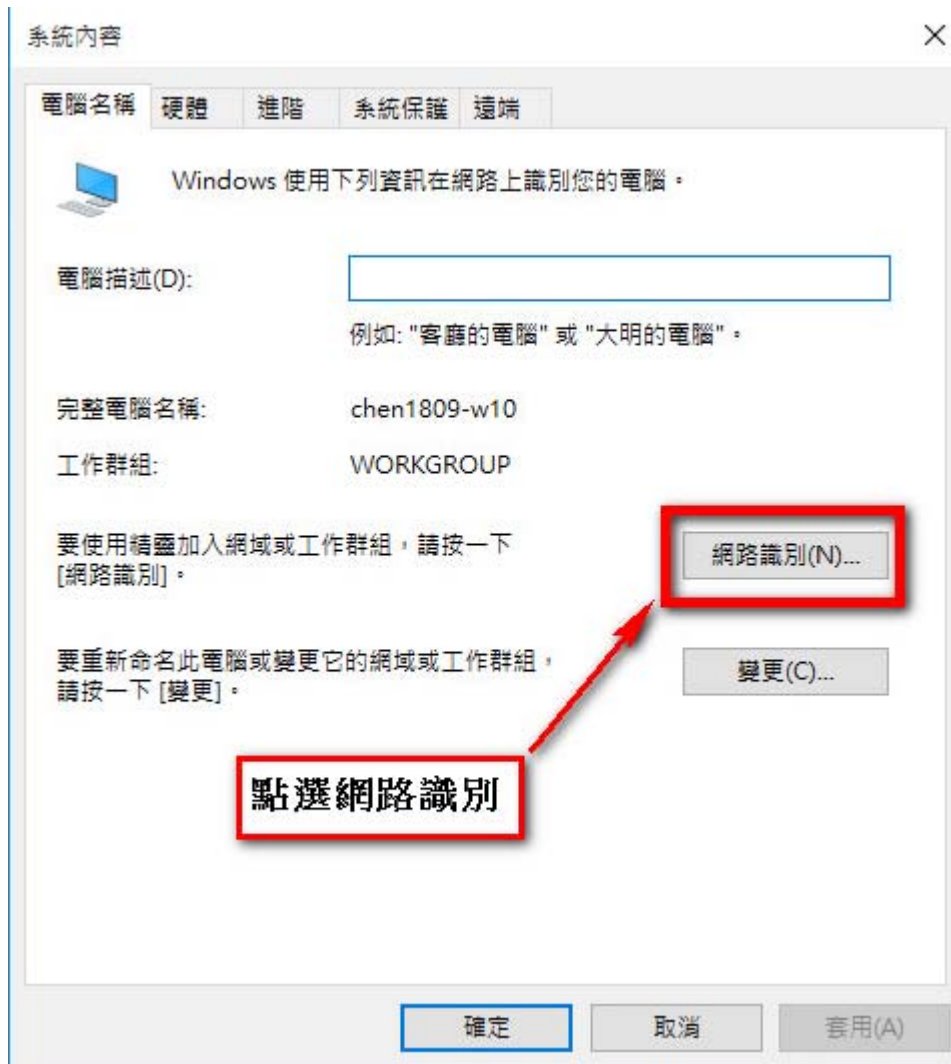 系統內容
電腦名稱 硬體 進階 系統保護 遠端
Windows 使用下列資訊在網路上識別您的電腦。
電腦描述(D):
例如: "客廳的電腦" 或 "大明的電腦"。
完整電腦名稱: chen1809-w10
工作群組: WORKGROUP
要使用精靈加入網域或工作群組，請按一下
[網路識別]。
網路識別(N)...
要重新命名此電腦或變更它的網域或工作群組，
請按一下 [變更]。
變更(C)...
點選網路識別
確定 取消 套用(A)